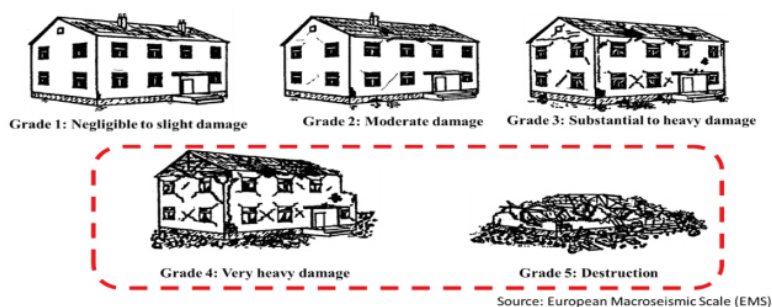 Grade 1: Negligible to slight damage
Grade 2: Moderate damage
Grade 3: Substantial to heavy damage
Grade 4: Very heavy damage
Grade 5: Destruction
Source: European Macroseismic Scale (EMS)